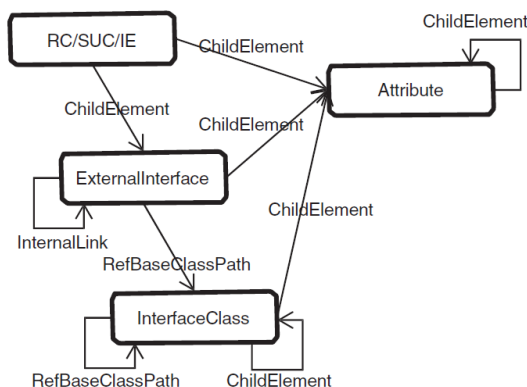 ChildElement
RC/SUC/IE
ChildElement
Attribute
ChildElement
ChildElement
ExternalInterface
ChildElement
InternalLink
RefBaseClassPath
InterfaceClass
RefBaseClassPath
ChildElement